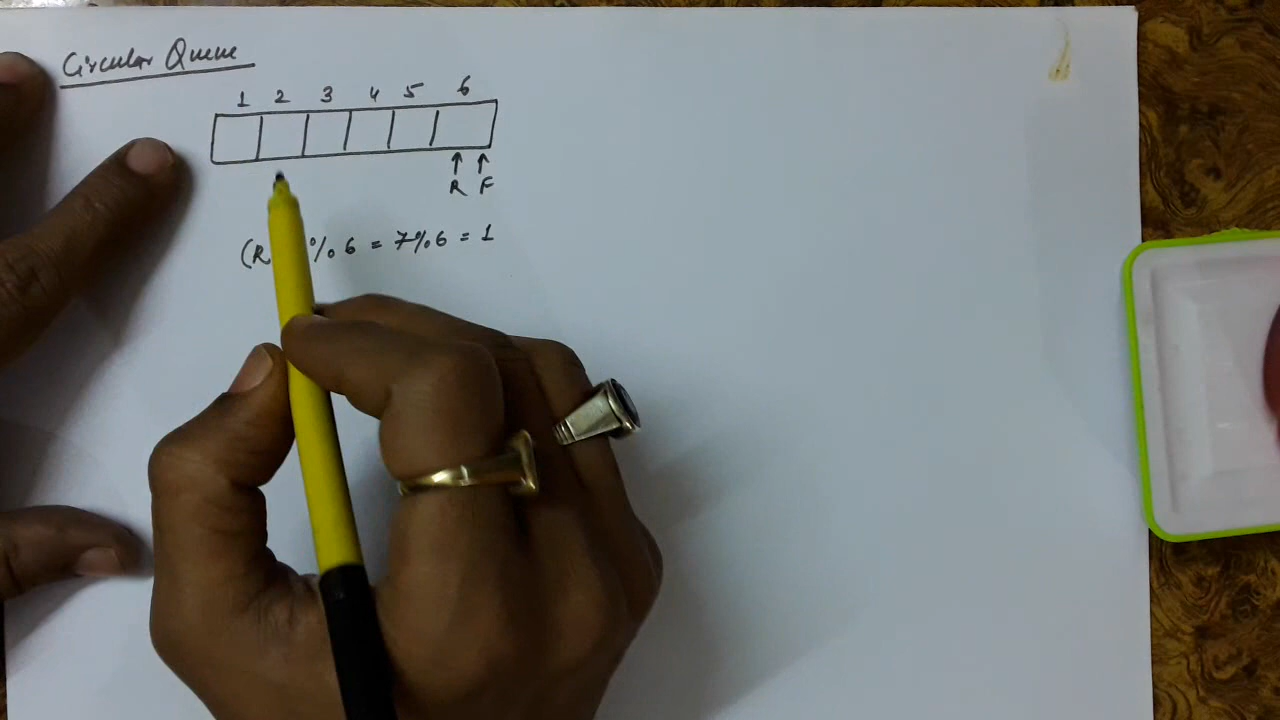 Circular Queue
1 2 3 4 5 6
↑ ↑
R F
(R % 6 = 7%6 = 1